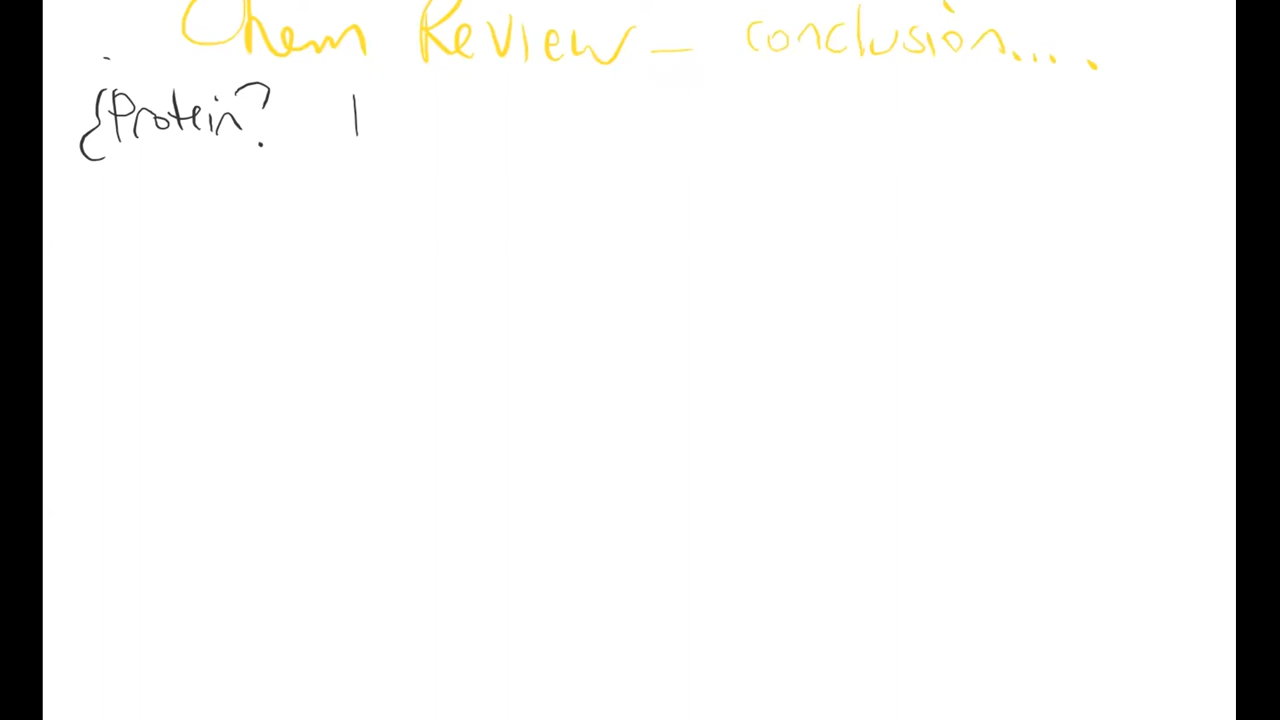 Chem Review - conclusion....
{Protein? |